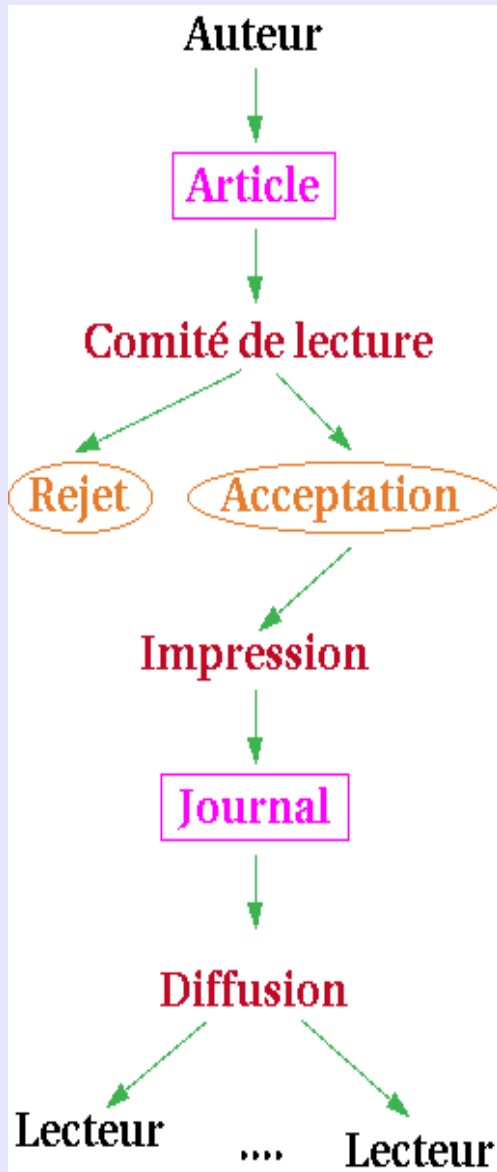 Auteur
Article
Comité de lecture
Rejet
Acceptation
Impression
Journal
Diffusion
Lecteur
....
Lecteur